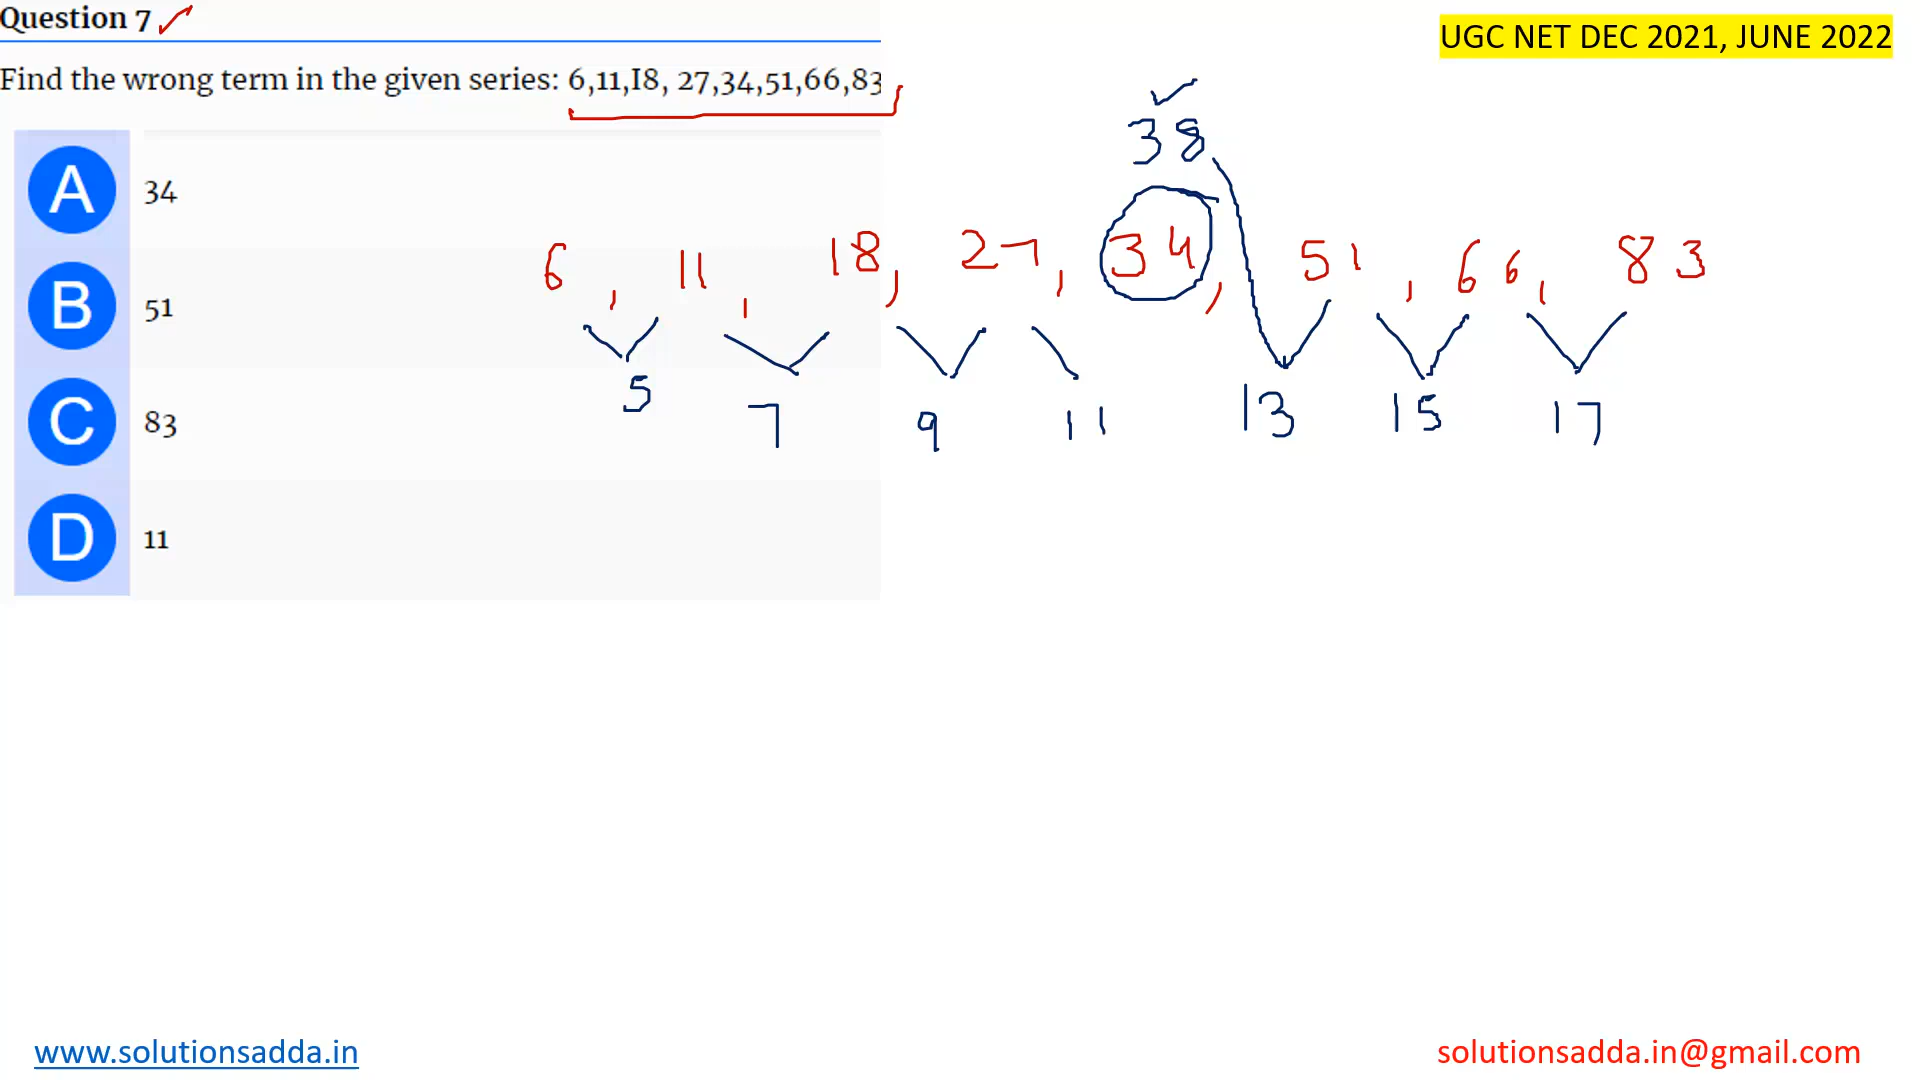 Question 7
UGC NET DEC 2021, JUNE 2022
Find the wrong term in the given series: 6,11,I8, 27,34,51,66,83
38
A 34
6, 11, 18, 27, 34, 51, 66, 83
B 51
5 7 9 11 13 15 17
C 83
D 11
www.solutionsadda.in
solutionsadda.in@gmail.com